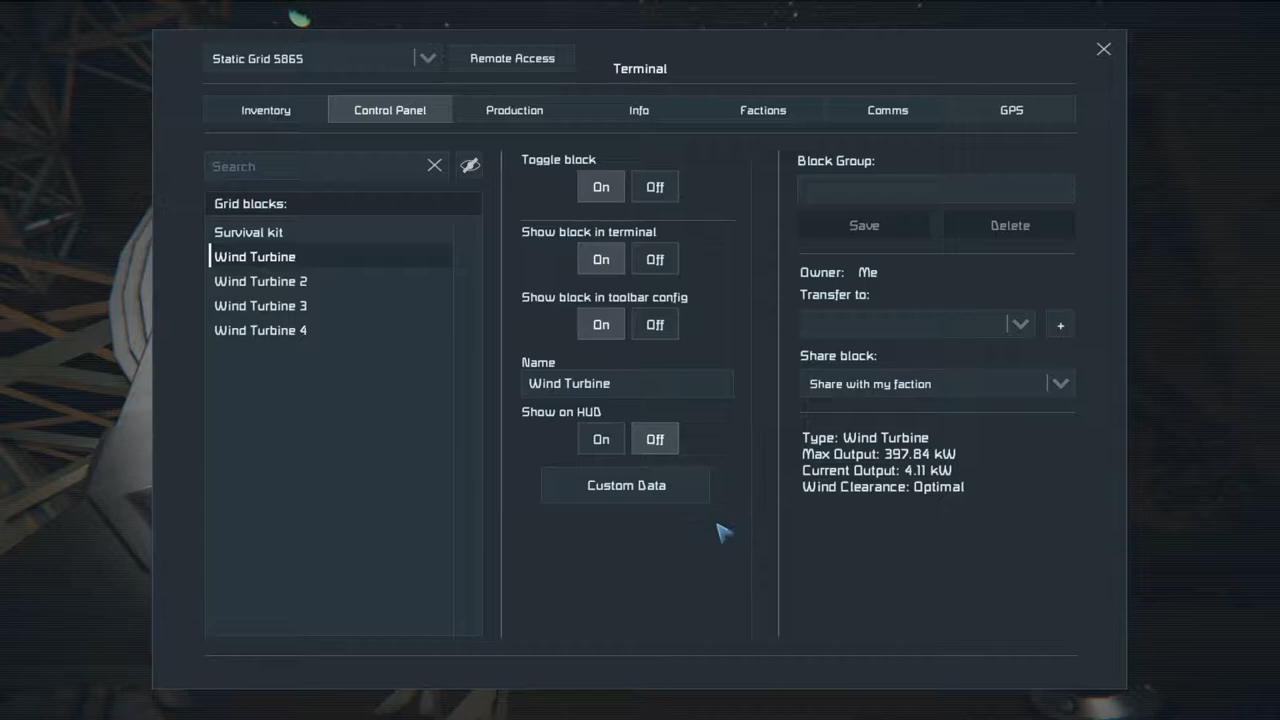 Static Grid 5865
Remote Access
Terminal
Inventory
Control Panel
Production
Info
Factions
Comms
GPS
Search
Grid blocks:
Survival kit
Wind Turbine
Wind Turbine 2
Wind Turbine 3
Wind Turbine 4
Toggle block
On Off
Show block in terminal
On Off
Show block in toolbar config
On Off
Name
Wind Turbine
Show on HUD
On Off
Custom Data
Block Group:
Save Delete
Owner: Me
Transfer to:
+
Share block:
Share with my faction
Type: Wind Turbine
Max Output: 397.84 kW
Current Output: 4.11 kW
Wind Clearance: Optimal